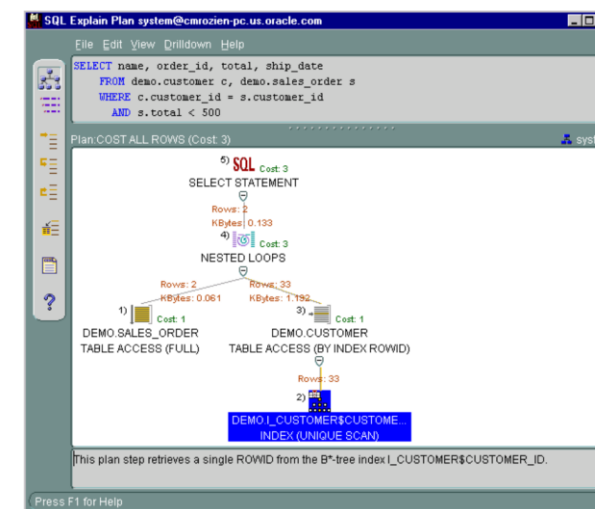 SQL Explain Plan system@cmrozien-pc.us.oracle.com
File Edit View Drilldown Help
SELECT name, order_id, total, ship_date
FROM demo.customer c, demo.sales_order s
WHERE c.customer_id = s.customer_id
AND s.total < 500
Plan:COST ALL ROWS (Cost: 3)
syst
5) SQL Cost: 3
SELECT STATEMENT
Rows: 2
KBytes: 0.133
4) Cost: 3
NESTED LOOPS
Rows: 2 Rows: 33
KBytes: 0.061 KBytes: 1.192
1) Cost: 1 3) Cost: 1
DEMO.SALES_ORDER DEMO.CUSTOMER
TABLE ACCESS (FULL) TABLE ACCESS (BY INDEX ROWID)
Rows: 33
2)
DEMO.I_CUSTOMER$CUSTOME...
INDEX (UNIQUE SCAN)
This plan step retrieves a single ROWID from the B*-tree index I_CUSTOMER$CUSTOMER_ID.
Press F1 for Help